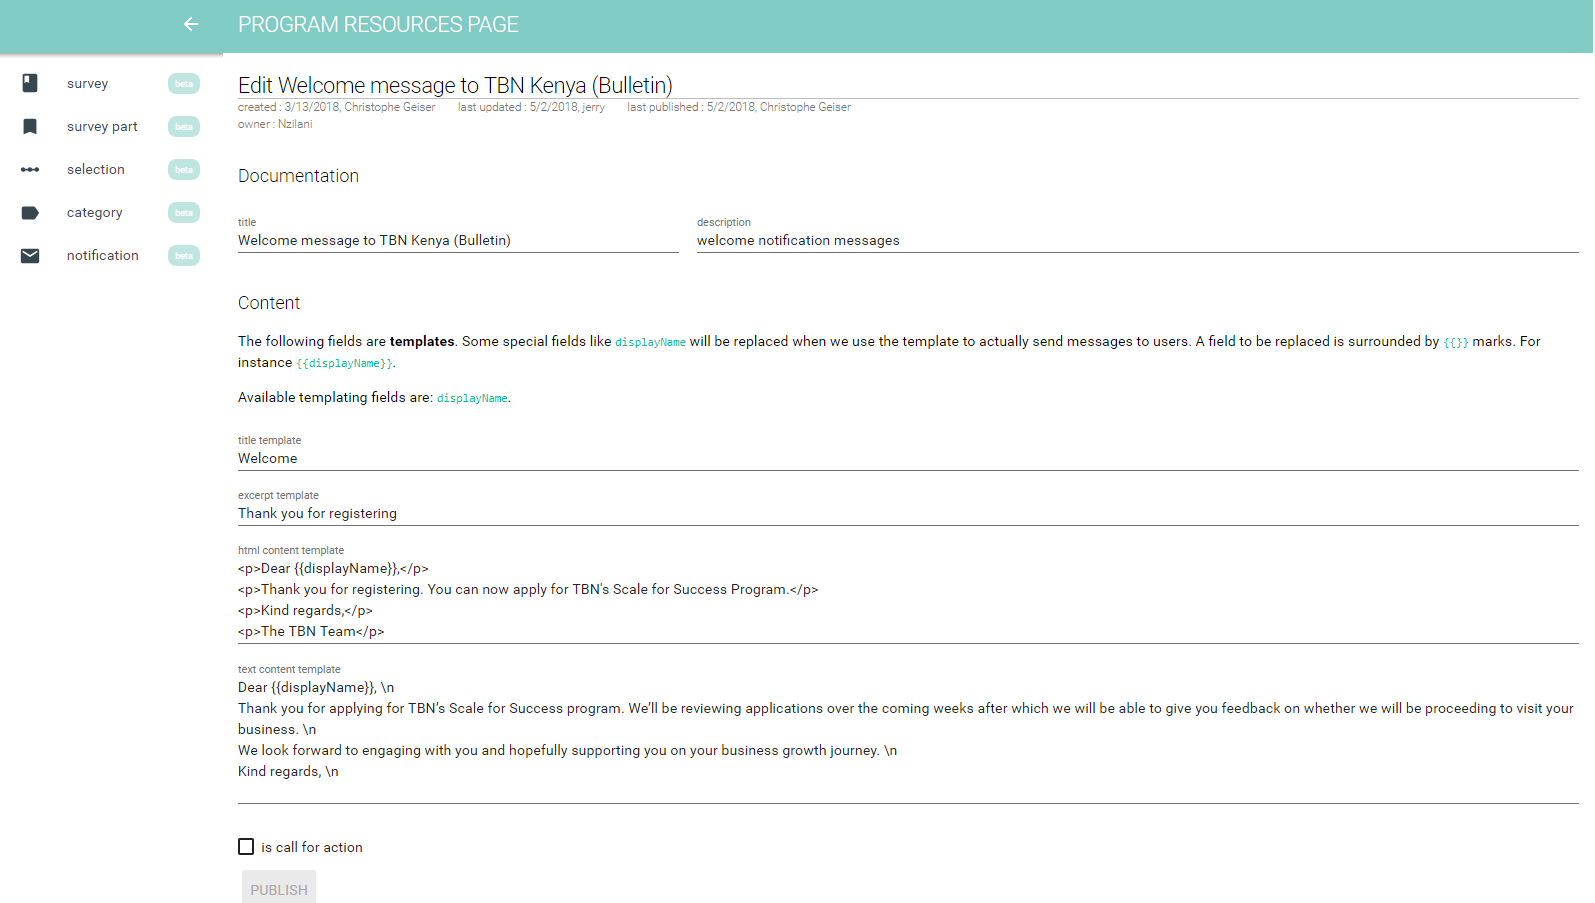 PROGRAM RESOURCES PAGE
survey beta
survey part beta
selection beta
category beta
notification beta
Edit Welcome message to TBN Kenya (Bulletin)
created : 3/13/2018, Christophe Geiser last updated : 5/2/2018, jerry last published : 5/2/2018, Christophe Geiser
owner : Nzilani
Documentation
title description
Welcome message to TBN Kenya (Bulletin) welcome notification messages
Content
The following fields are templates. Some special fields like displayName will be replaced when we use the template to actually send messages to users. A field to be replaced is surrounded by {{}} marks. For
instance {{displayName}}.
Available templating fields are: displayName.
title template
Welcome
excerpt template
Thank you for registering
html content template
<p>Dear {{displayName}},</p>
<p>Thank you for registering. You can now apply for TBN's Scale for Success Program.</p>
<p>Kind regards,</p>
<p>The TBN Team</p>
text content template
Dear {{displayName}}, \n
Thank you for applying for TBN’s Scale for Success program. We’ll be reviewing applications over the coming weeks after which we will be able to give you feedback on whether we will be proceeding to visit your
business. \n
We look forward to engaging with you and hopefully supporting you on your business growth journey. \n
Kind regards, \n
is call for action
PUBLISH